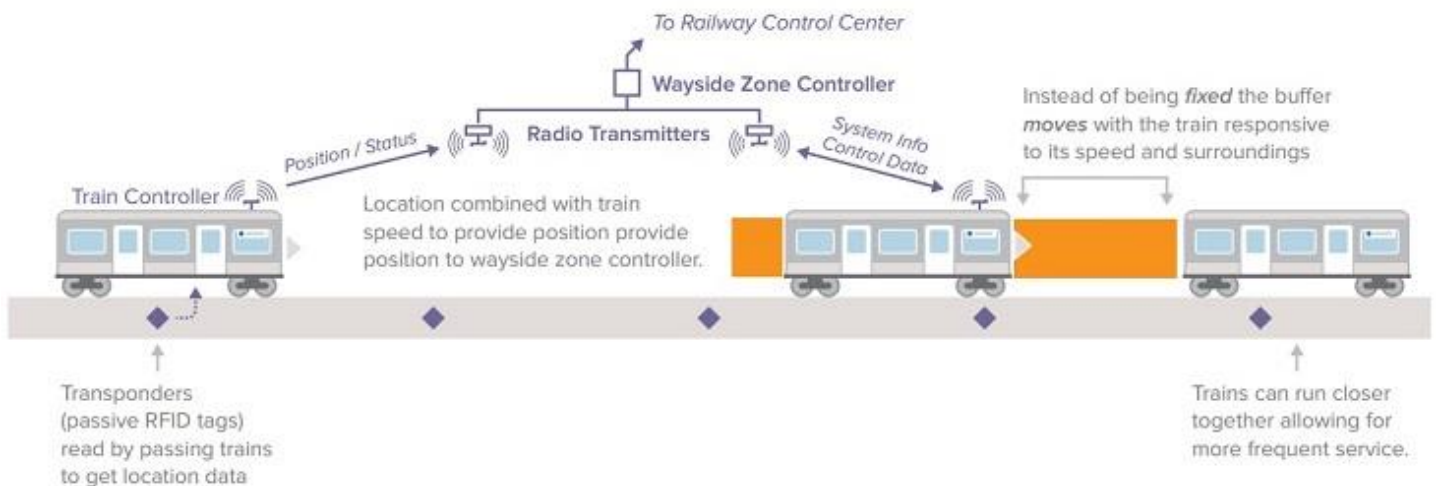 To Railway Control Center
Wayside Zone Controller
Radio Transmitters
Position / Status
System Info
Control Data
Instead of being fixed the buffer
moves with the train responsive
to its speed and surroundings
Train Controller
Location combined with train
speed to provide position provide
position to wayside zone controller.
Transponders
(passive RFID tags)
read by passing trains
to get location data
Trains can run closer
together allowing for
more frequent service.